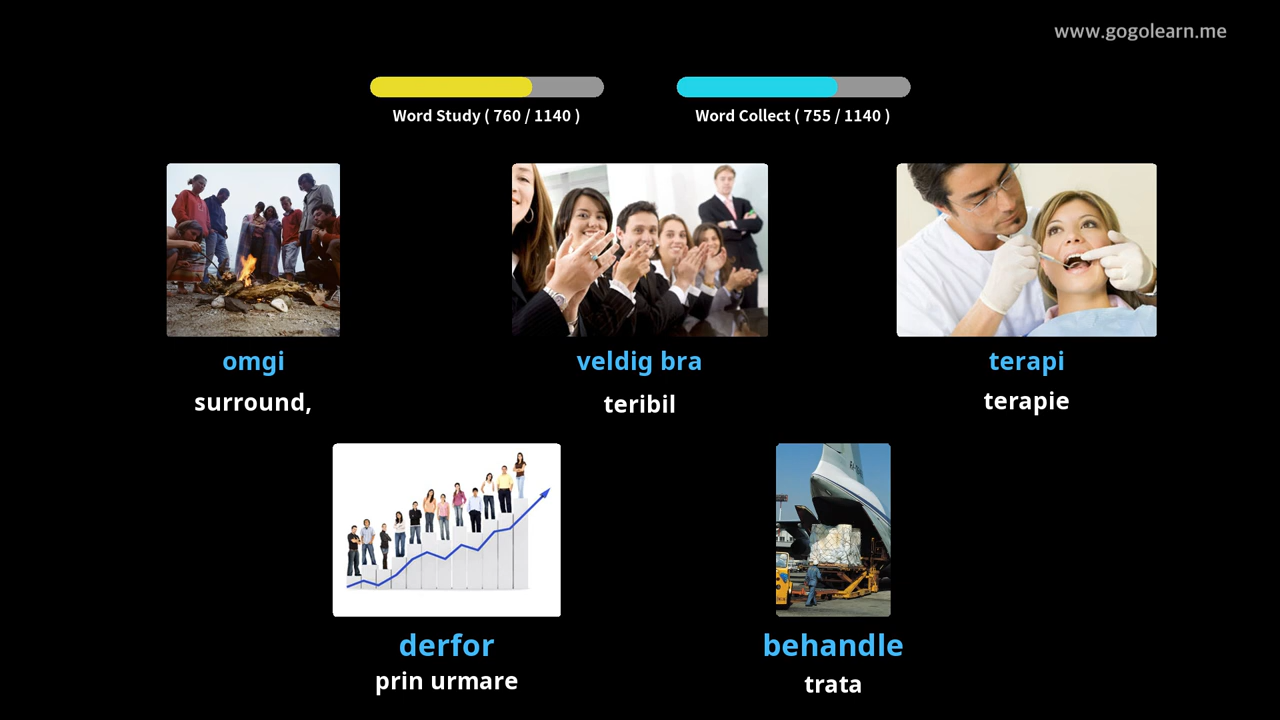 www.gogolearn.me
Word Study ( 760 / 1140 )
Word Collect ( 755 / 1140 )
omgi
surround,
veldig bra
teribil
terapi
terapie
derfor
prin urmare
behandle
trata